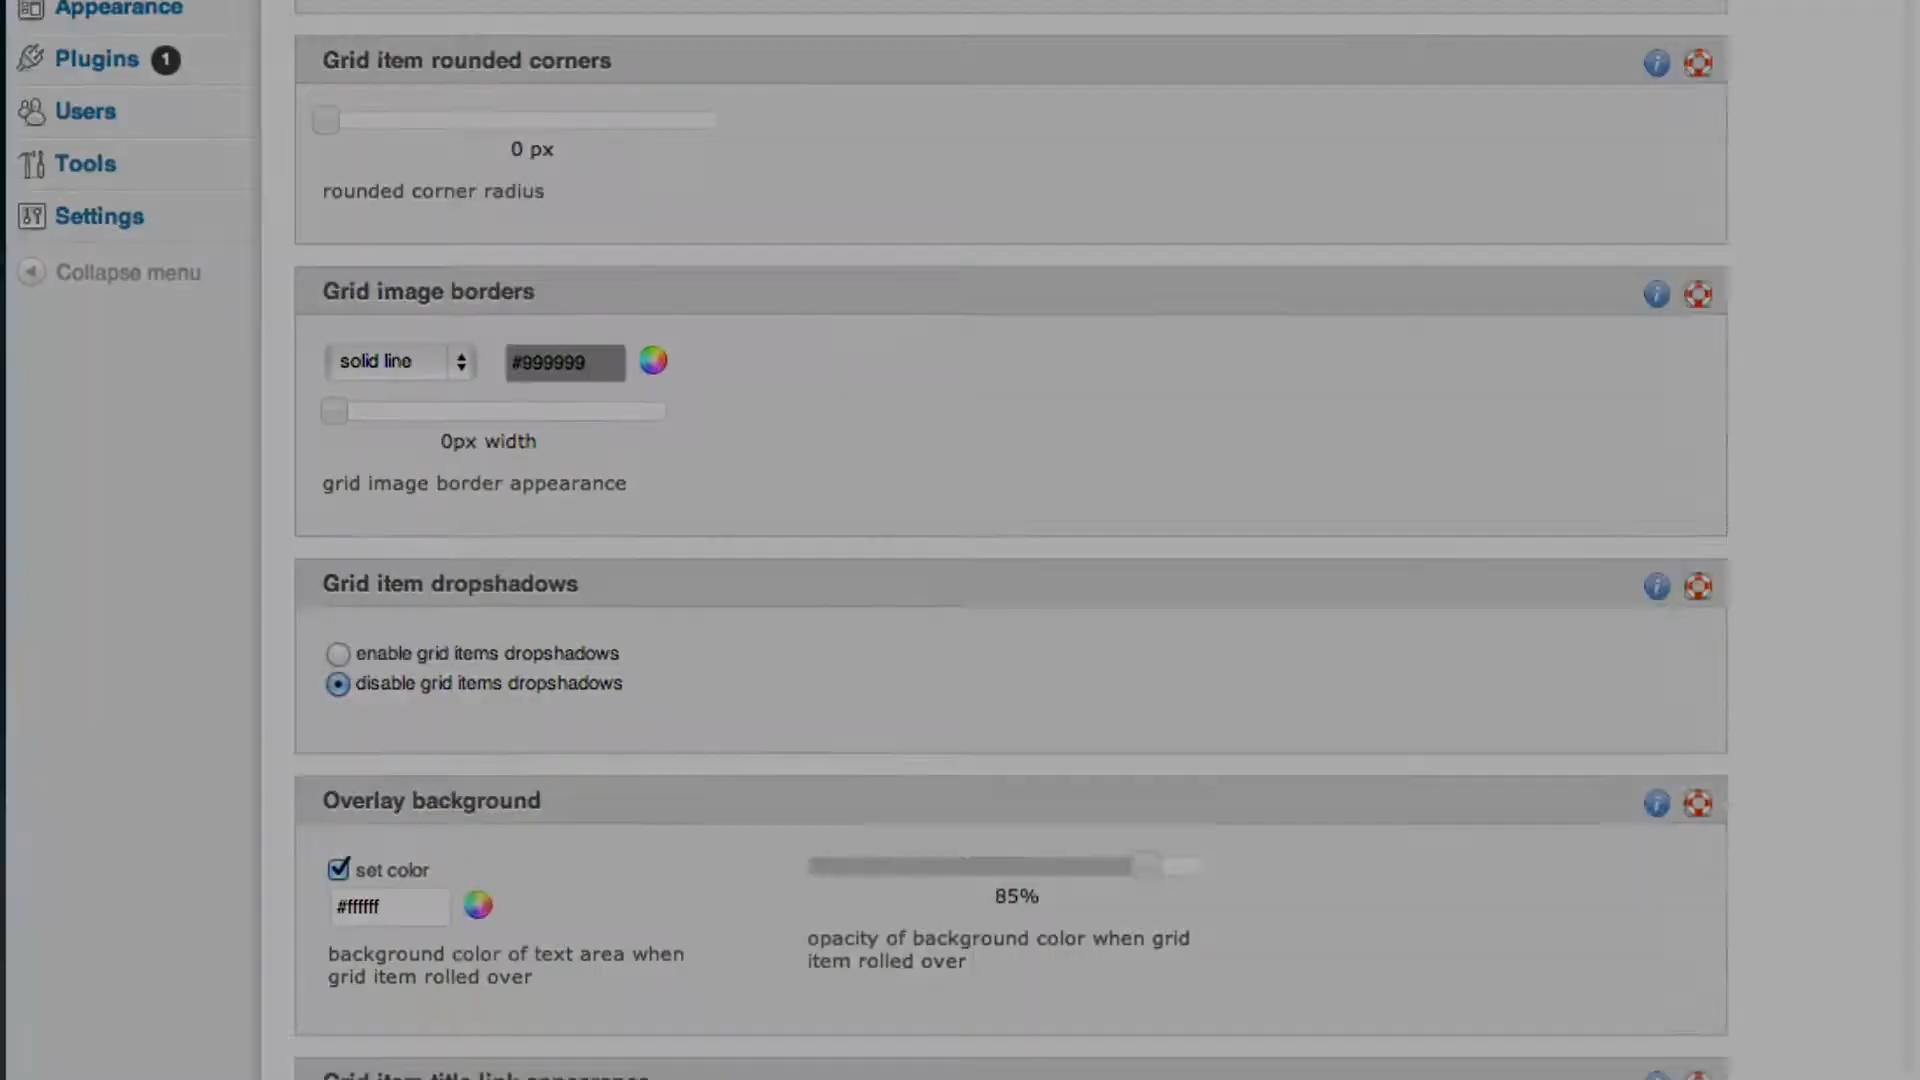 Appearance
Plugins 1
Users
Tools
Settings
Collapse menu
Grid item rounded corners
0 px
rounded corner radius
Grid image borders
solid line #999999
0px width
grid image border appearance
Grid item dropshadows
enable grid items dropshadows
disable grid items dropshadows
Overlay background
set color
#ffffff
background color of text area when
grid item rolled over
85%
opacity of background color when grid
item rolled over
Grid item title link appearance